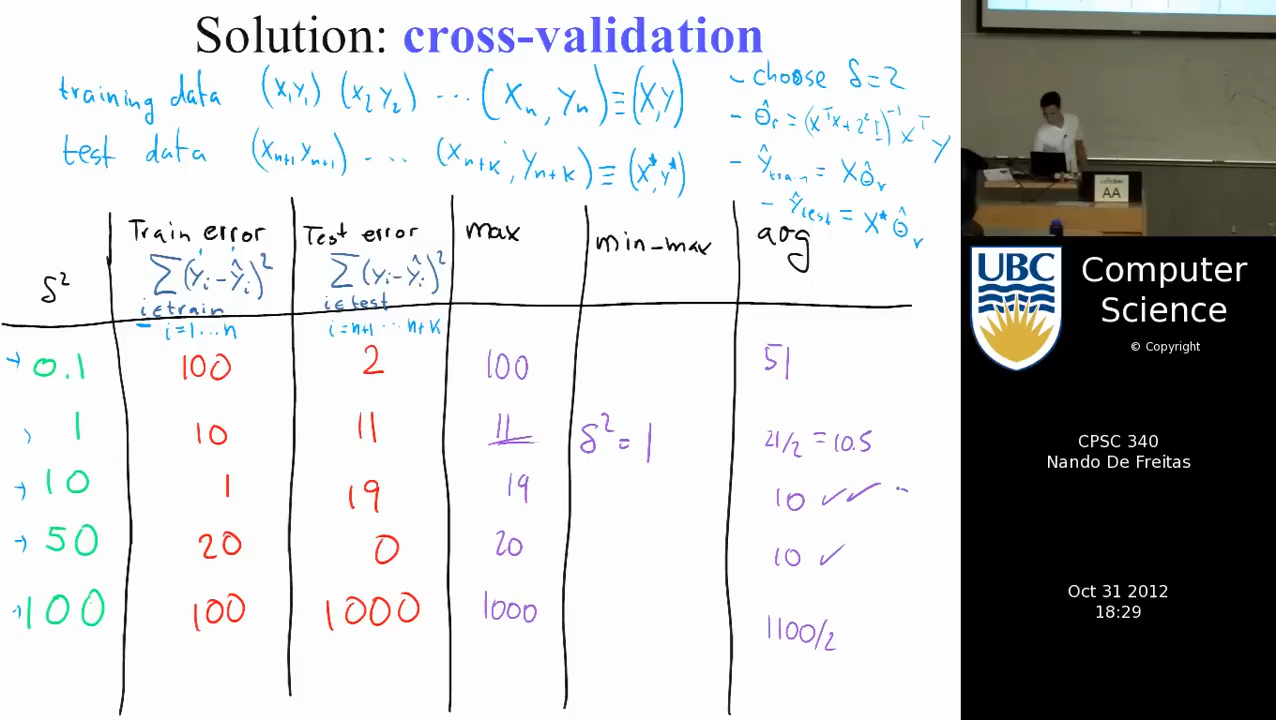 Solution: cross-validation
training data (x₁y₁) (x₂ y₂) ... (Xn, Yn) ≡ (X,y)
test data (xn+1 yn+1) ... (xn+k, yn+k) ≡ (X*,y*)
- choose δ=2
- θ̂r = (XᵀX + 2² I)⁻¹ Xᵀ Y
- ŷtrain = X θ̂r
- ŷtest = X* θ̂r
δ² Train error Test error max min-max avg
∑ (yi - ŷi)² ∑ (yi - ŷi)²
i∈train i∈test
i=1...n i=n+1 ... n+k
→ 0.1 100 2 100 51
1 10 11 11 δ² = 1 21/2 = 10.5
→ 10 1 19 19 10 ✓✓
→ 50 20 0 20 10 ✓
→ 100 100 1000 1000 1100/2
AA
UBC
Computer
Science
© Copyright
CPSC 340
Nando De Freitas
Oct 31 2012
18:29